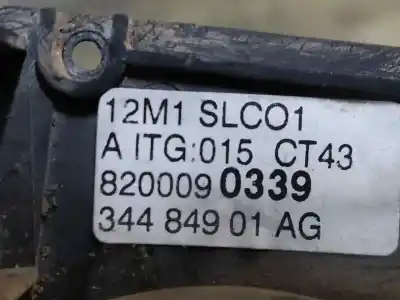 12M1 SLCO1
A ITG:015 CT43
820009 0339
344 849 01 AG